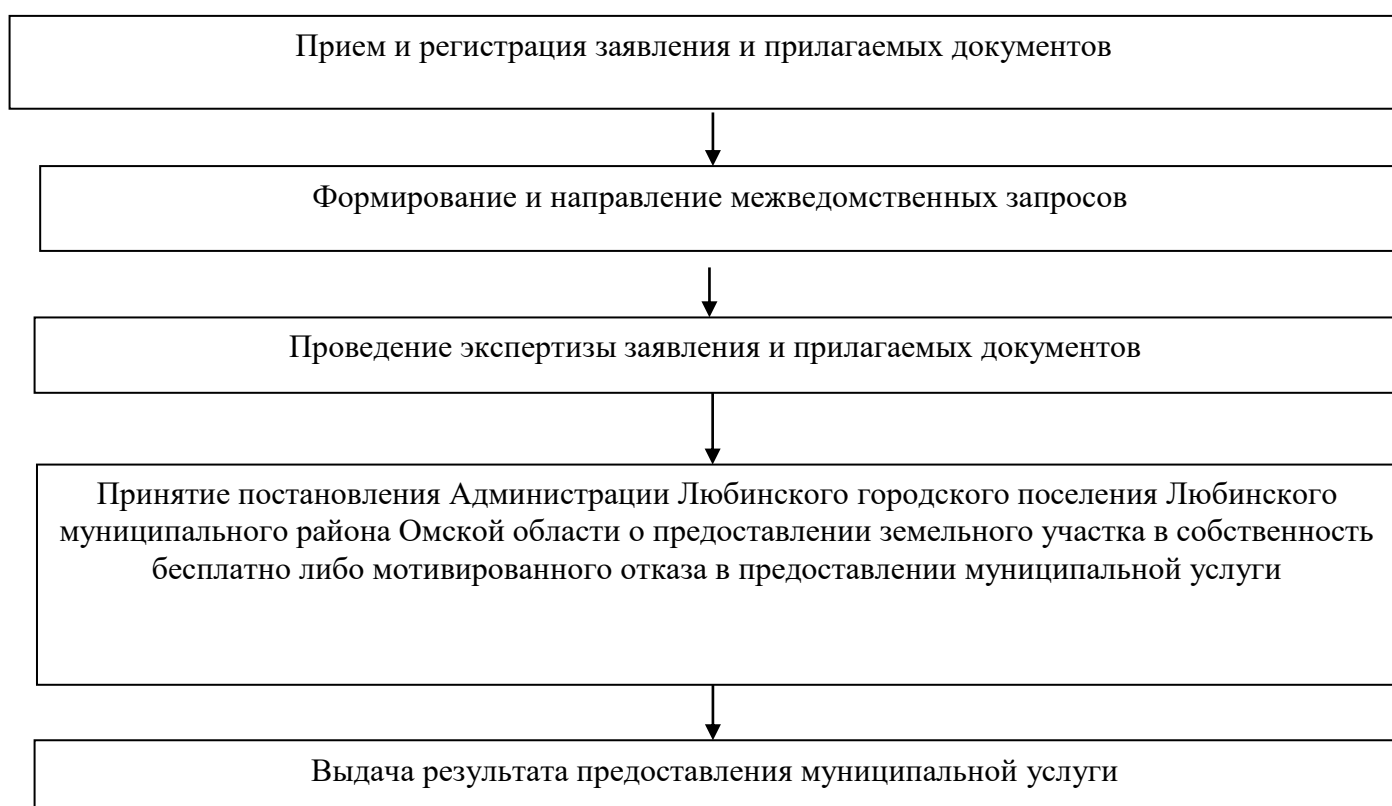 Прием и регистрация заявления и прилагаемых документов
Формирование и направление межведомственных запросов
Проведение экспертизы заявления и прилагаемых документов
Принятие постановления Администрации Любинского городского поселения Любинского
муниципального района Омской области о предоставлении земельного участка в собственность
бесплатно либо мотивированного отказа в предоставлении муниципальной услуги
Выдача результата предоставления муниципальной услуги